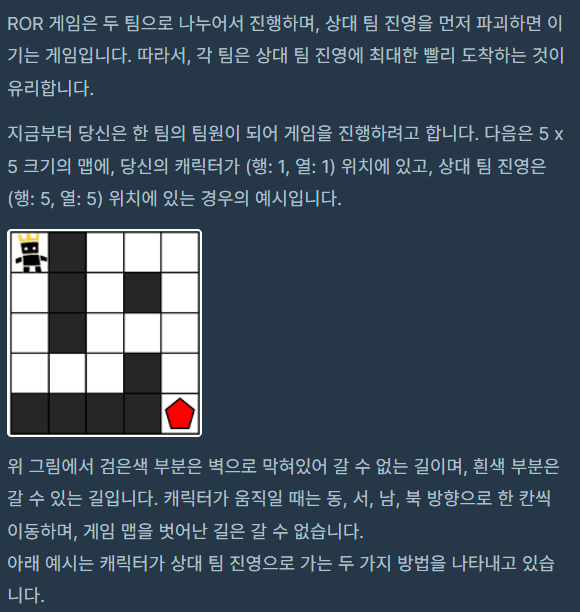 ROR 게임은 두 팀으로 나누어서 진행하며, 상대 팀 진영을 먼저 파괴하면 이
기는 게임입니다. 따라서, 각 팀은 상대 팀 진영에 최대한 빨리 도착하는 것이
유리합니다.
지금부터 당신은 한 팀의 팀원이 되어 게임을 진행하려고 합니다. 다음은 5 x
5 크기의 맵에, 당신의 캐릭터가 (행: 1, 열: 1) 위치에 있고, 상대 팀 진영은
(행: 5, 열: 5) 위치에 있는 경우의 예시입니다.
위 그림에서 검은색 부분은 벽으로 막혀있어 갈 수 없는 길이며, 흰색 부분은
갈 수 있는 길입니다. 캐릭터가 움직일 때는 동, 서, 남, 북 방향으로 한 칸씩
이동하며, 게임 맵을 벗어난 길은 갈 수 없습니다.
아래 예시는 캐릭터가 상대 팀 진영으로 가는 두 가지 방법을 나타내고 있습
니다.